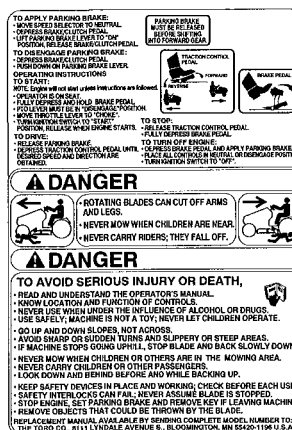 TO APPLY PARKING BRAKE:
• MOVE SPEED SELECTOR TO NEUTRAL.
• DEPRESS BRAKE/CLUTCH PEDAL.
• LIFT PARKING BRAKE LEVER TO "ON"
POSITION, RELEASE BRAKE/CLUTCH PEDAL.
TO DISENGAGE PARKING BRAKE:
• DEPRESS BRAKE/CLUTCH PEDAL.
• PUSH DOWN ON PARKING BRAKE LEVER.
OPERATING INSTRUCTIONS
TO START:
NOTE: Engine will not start unless instructions are followed.
• OPERATOR IS ON SEAT.
• FULLY DEPRESS AND HOLD BRAKE PEDAL.
• PTO LEVER MUST BE IN "DISENGAGE" POSITION.
• MOVE THROTTLE LEVER TO "CHOKE".
• TURN IGNITION SWITCH TO "START"
POSITION, RELEASE WHEN ENGINE STARTS.
TO DRIVE:
• RELEASE PARKING BRAKE.
• DEPRESS TRACTION CONTROL PEDAL UNTIL
DESIRED SPEED AND DIRECTION ARE
OBTAINED.
PARKING BRAKE
MUST BE RELEASED
BEFORE SHIFTING
INTO FORWARD GEAR
TRACTION CONTROL
PEDAL
FORWARD
REVERSE
BRAKE PEDAL
TO STOP:
• RELEASE TRACTION CONTROL PEDAL.
• FULLY DEPRESS BRAKE PEDAL.
TO TURN OFF ENGINE:
• DEPRESS BRAKE PEDAL AND APPLY PARKING BRAKE
• PLACE ALL CONTROLS IN NEUTRAL OR DISENGAGE POSIT
• TURN IGNITION SWITCH TO "OFF".
DANGER
• ROTATING BLADES CAN CUT OFF ARMS
AND LEGS.
• NEVER MOW WHEN CHILDREN ARE NEAR.
• NEVER CARRY RIDERS; THEY FALL OFF.
DANGER
TO AVOID SERIOUS INJURY OR DEATH,
• READ AND UNDERSTAND THE OPERATOR'S MANUAL.
• KNOW LOCATION AND FUNCTION OF CONTROLS.
• NEVER USE WHEN UNDER THE INFLUENCE OF ALCOHOL OR DRUGS.
• USE SAFELY; MACHINE IS NOT A TOY; NEVER LET CHILDREN OPERATE.
• GO UP AND DOWN SLOPES, NOT ACROSS.
• AVOID SHARP OR SUDDEN TURNS AND SLIPPERY OR STEEP AREAS.
• IF MACHINE STOPS GOING UPHILL, STOP BLADE AND BACK SLOWLY DOWN
• NEVER MOW WHEN CHILDREN OR OTHERS ARE IN THE MOWING AREA.
• NEVER CARRY CHILDREN OR OTHER PASSENGERS.
• LOOK DOWN AND BEHIND BEFORE AND WHILE BACKING UP.
• KEEP SAFETY DEVICES IN PLACE AND WORKING; CHECK BEFORE EACH USE
• SAFETY INTERLOCKS CAN FAIL; NEVER ASSUME BLADE IS STOPPED.
• STOP ENGINE, SET PARKING BRAKE AND REMOVE KEY IF LEAVING MACHIN
• REMOVE OBJECTS THAT COULD BE THROWN BY THE BLADE.
REPLACEMENT MANUAL AVAILABLE BY SENDING COMPLETE MODEL NUMBER TO:
THE TORO CO., 8111 LYNDALE AVENUE S., BLOOMINGTON, MN 55420-1196 U.S.A